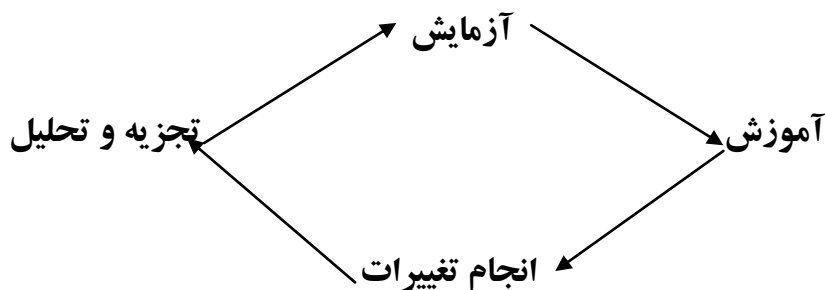 آزمایش
آموزش
تجزیه و تحلیل
انجام تغییرات